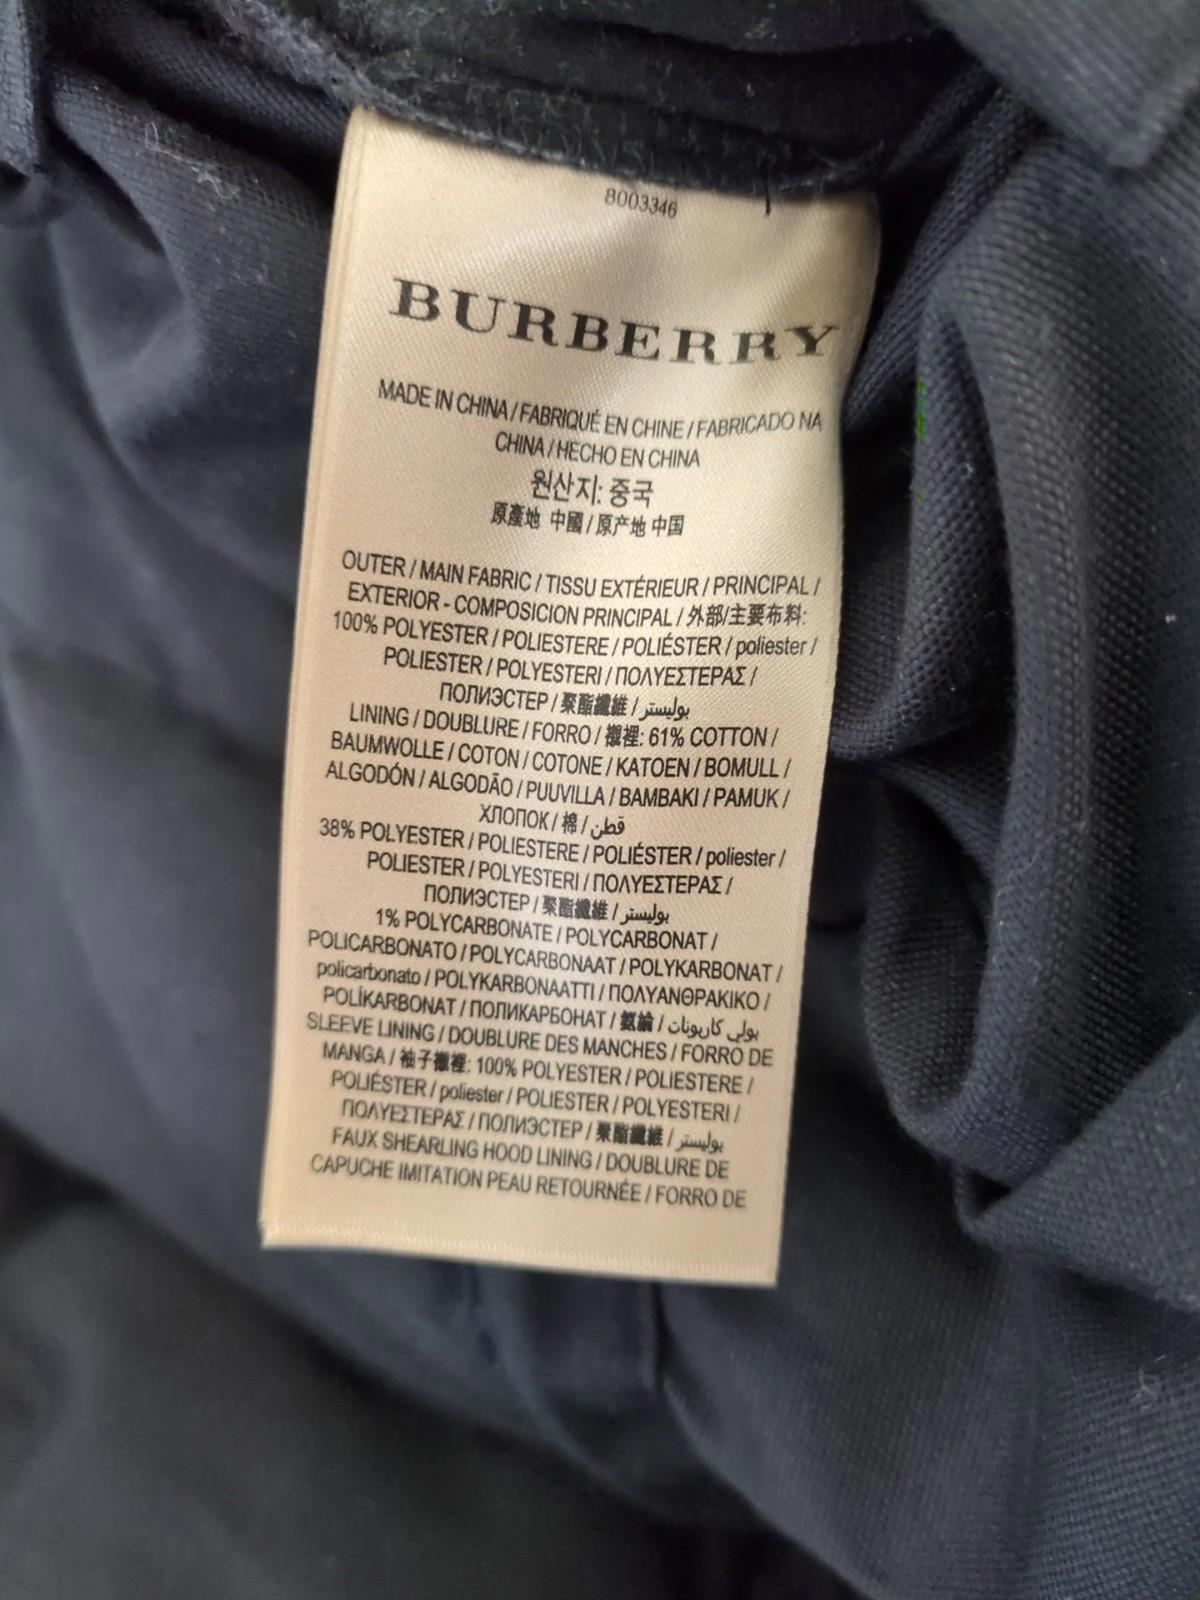 8003346
BURBERRY
MADE IN CHINA / FABRIQUÉ EN CHINE / FABRICADO NA
CHINA / HECHO EN CHINA
원산지: 중국
原產地 中國 / 原产地 中国
OUTER / MAIN FABRIC / TISSU EXTÉRIEUR / PRINCIPAL /
EXTERIOR - COMPOSICION PRINCIPAL / 外部/主要布料:
100% POLYESTER / POLIESTERE / POLIÉSTER / poliester /
POLIESTER / POLYESTERI / ΠΟΛΥΕΣΤΕΡΑΣ /
ПОЛИЭСТЕР / 聚酯纖維 / بوليستر
LINING / DOUBLURE / FORRO / 襯裡: 61% COTTON /
BAUMWOLLE / COTON / COTONE / KATOEN / BOMULL /
ALGODÓN / ALGODÃO / PUUVILLA / BAMBAKI / PAMUK /
ХЛОПОК / 棉 / قطن
38% POLYESTER / POLIESTERE / POLIÉSTER / poliester /
POLIESTER / POLYESTERI / ΠΟΛΥΕΣΤΕΡΑΣ /
ПОЛИЭСТЕР / 聚酯纖維 / بوليستر
1% POLYCARBONATE / POLYCARBONAT /
POLICARBONATO / POLYCARBONAAT / POLYKARBONAT /
policarbonato / POLYKARBONAATTI / ΠΟΛΥΑΝΘΡΑΚΙΚΟ /
POLİKARBONAT / ПОЛИКАРБОНАТ / 氨綸 / بولي كاربونات
SLEEVE LINING / DOUBLURE DES MANCHES / FORRO DE
MANGA / 袖子襯裡: 100% POLYESTER / POLIESTERE /
POLIÉSTER / poliester / POLIESTER / POLYESTERI /
ΠΟΛΥΕΣΤΕΡΑΣ / ПОЛИЭСТЕР / 聚酯纖維 / بوليستر
FAUX SHEARLING HOOD LINING / DOUBLURE DE
CAPUCHE IMITATION PEAU RETOURNÉE / FORRO DE